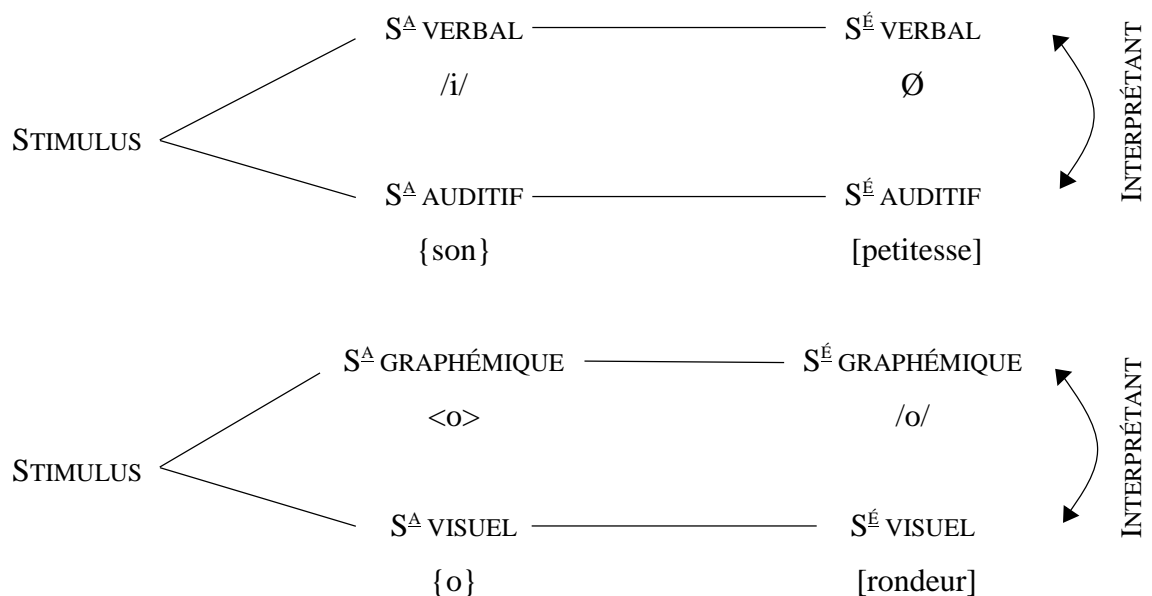 Sᴬ VERBAL Sᴱ́ VERBAL
/i/ Ø
STIMULUS
INTERPRÉTANT
Sᴬ AUDITIF Sᴱ́ AUDITIF
{son} [petitesse]
Sᴬ GRAPHÉMIQUE Sᴱ́ GRAPHÉMIQUE
<o> /o/
STIMULUS
INTERPRÉTANT
Sᴬ VISUEL Sᴱ́ VISUEL
{o} [rondeur]